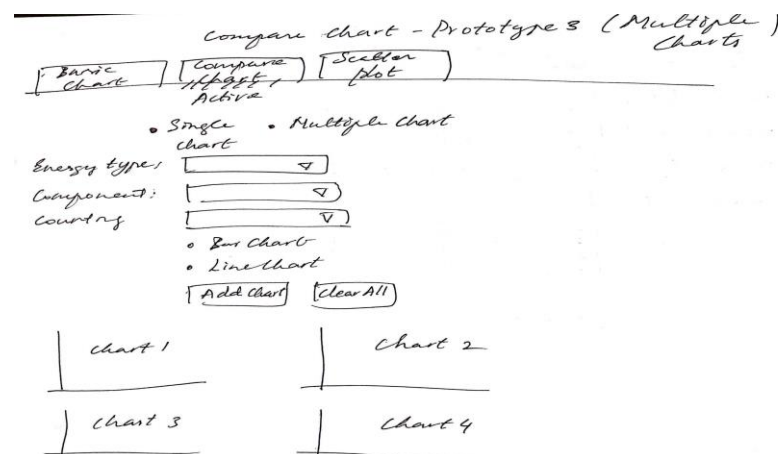 Compare Chart - Prototype 3 (Multiple Charts)
Basic Chart
Compare Chart, Active
Scatter Plot
• Single chart • Multiple Chart
Energy type:
Component:
Country
• Bar Chart
• Line Chart
Add Chart Clear All
Chart 1 Chart 2
Chart 3 Chart 4